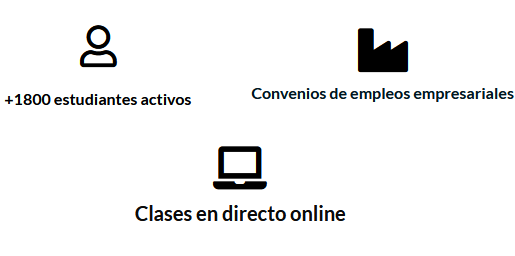 +1800 estudiantes activos
Convenios de empleos empresariales
Clases en directo online